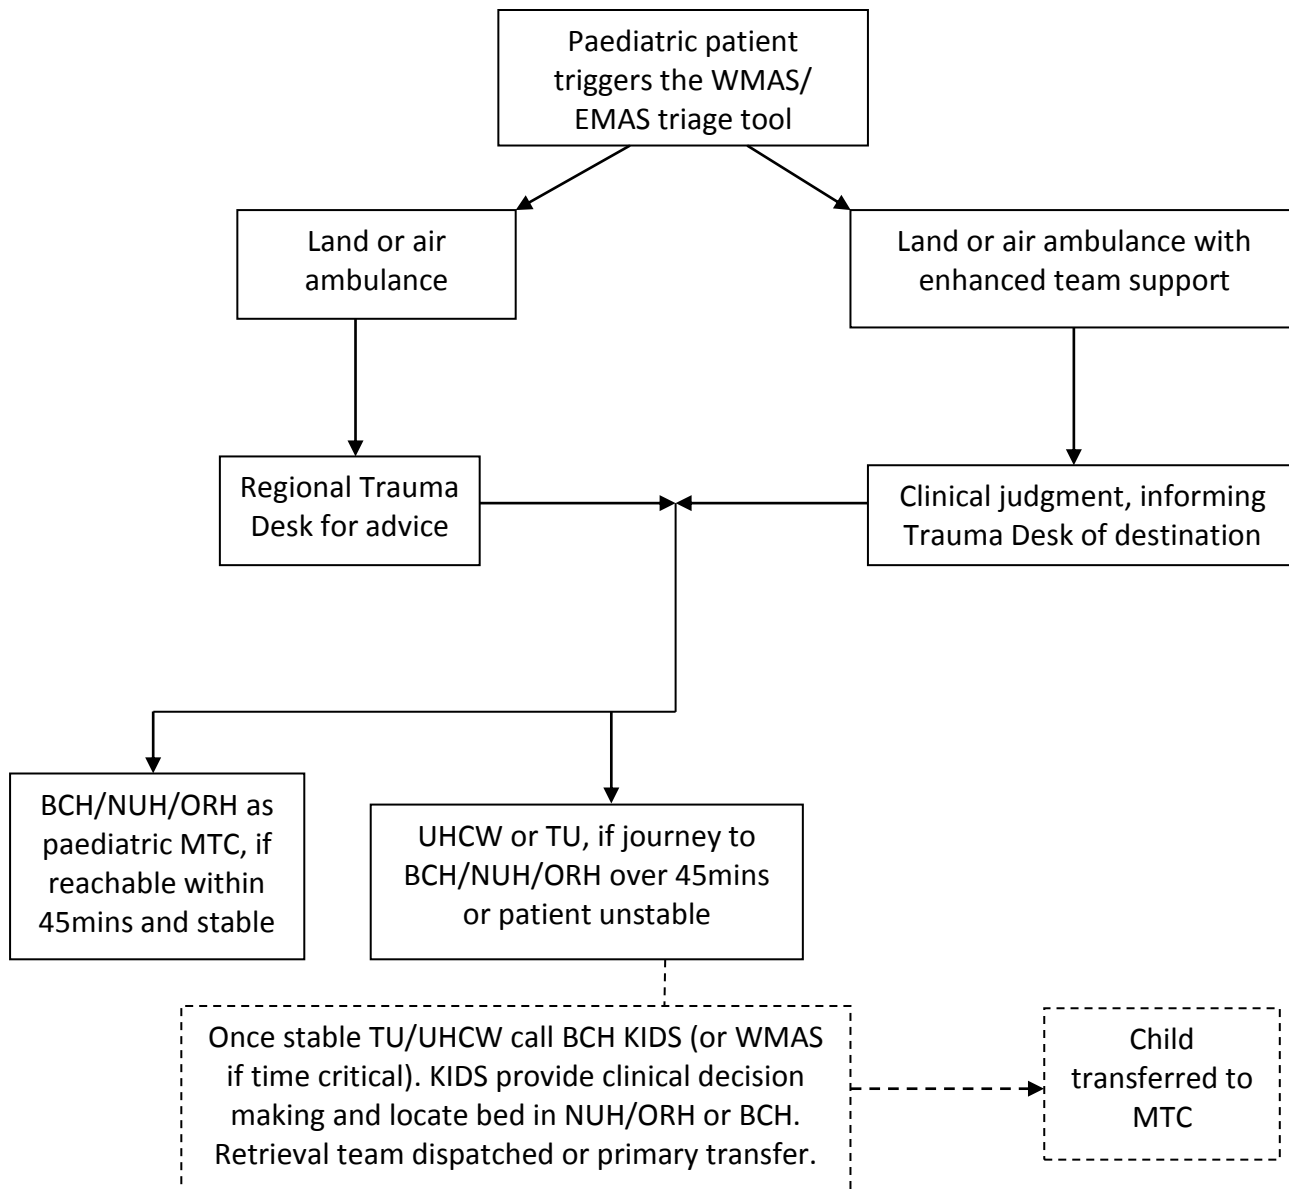 Paediatric patient
triggers the WMAS/
EMAS triage tool
Land or air
ambulance
Land or air ambulance with
enhanced team support
Regional Trauma
Desk for advice
Clinical judgment, informing
Trauma Desk of destination
BCH/NUH/ORH as
paediatric MTC, if
reachable within
45mins and stable
UHCW or TU, if journey to
BCH/NUH/ORH over 45mins
or patient unstable
Once stable TU/UHCW call BCH KIDS (or WMAS
if time critical). KIDS provide clinical decision
making and locate bed in NUH/ORH or BCH.
Retrieval team dispatched or primary transfer.
Child
transferred to
MTC